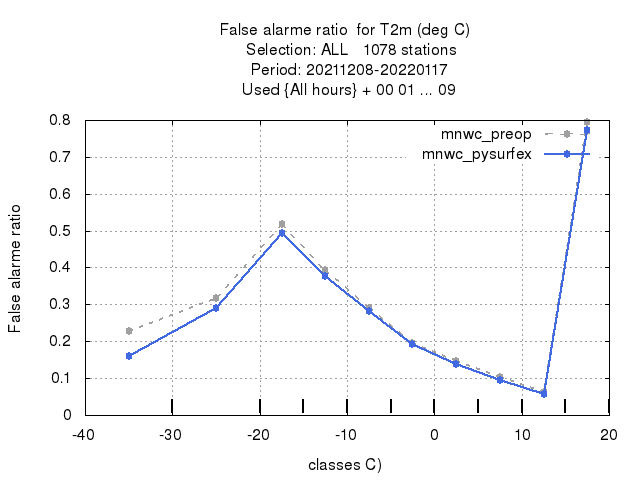 False alarme ratio  for T2m (deg C)
Selection: ALL   1078 stations
Period: 20211208-20220117
Used {All hours} + 00 01 ... 09
mnwc_preop
mnwc_pysurfex
0.8
0.7
0.6
0.5
0.4
0.3
0.2
0.1
0
False alarme ratio
-40 -30 -20 -10 0 10 20
classes C)